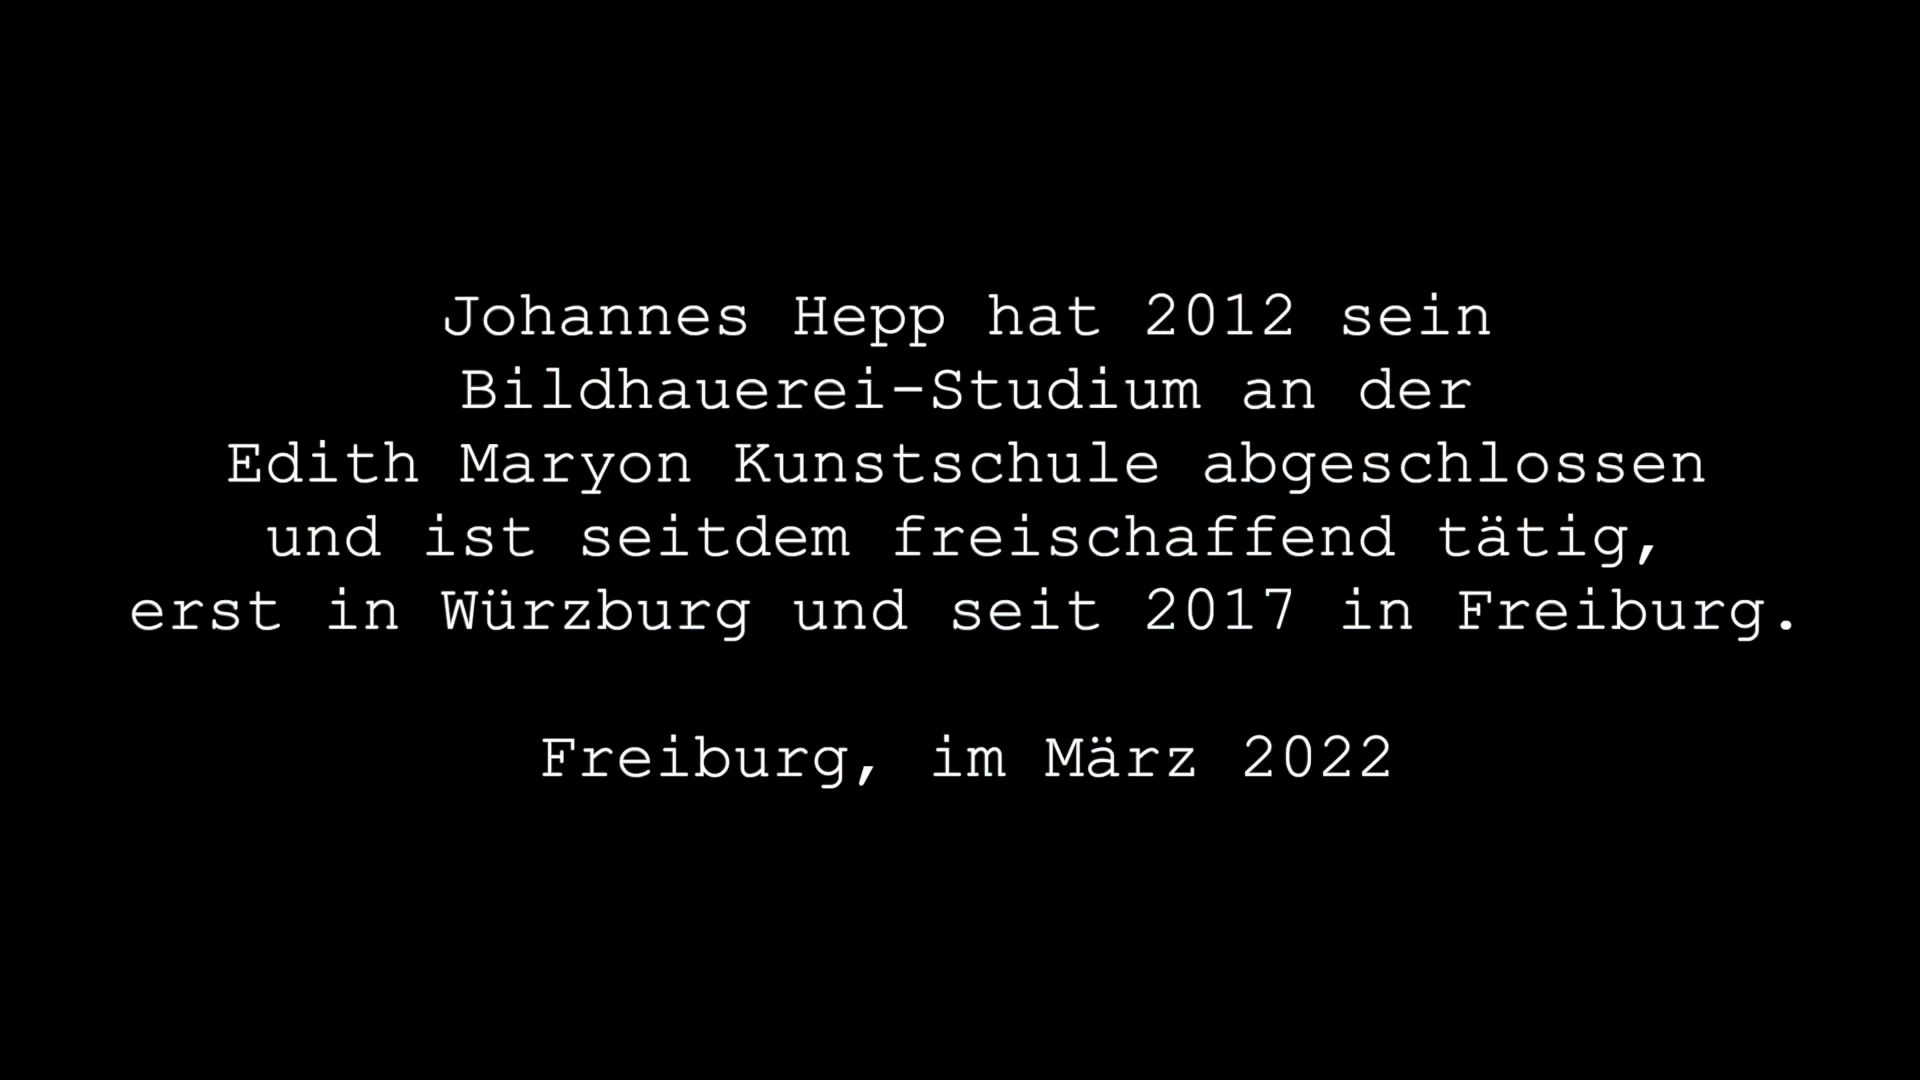 Johannes Hepp hat 2012 sein
Bildhauerei-Studium an der
Edith Maryon Kunstschule abgeschlossen
und ist seitdem freischaffend tätig,
erst in Würzburg und seit 2017 in Freiburg.
Freiburg, im März 2022